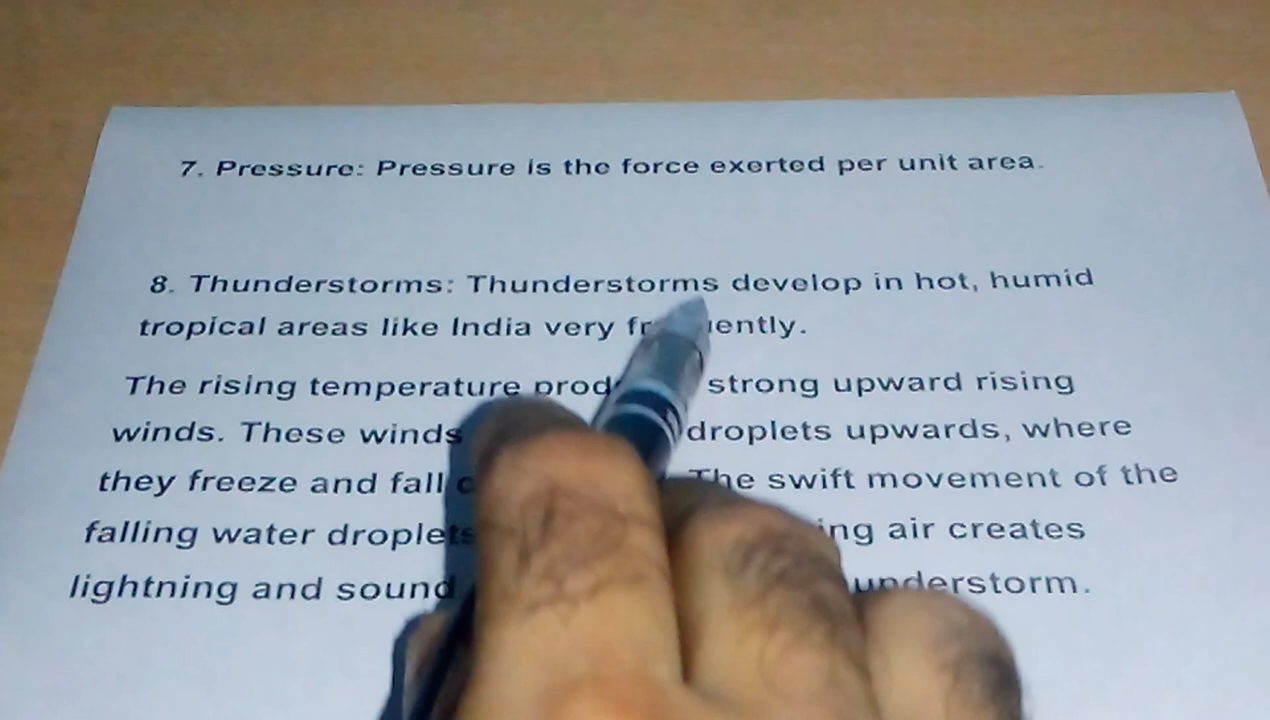 7. Pressure: Pressure is the force exerted per unit area.
8. Thunderstorms: Thunderstorms develop in hot, humid
tropical areas like India very frequently.
The rising temperature strong upward rising
winds. These winds droplets upwards, where
they freeze and fall The swift movement of the
falling water droplets air creates
lightning and sound thunderstorm.